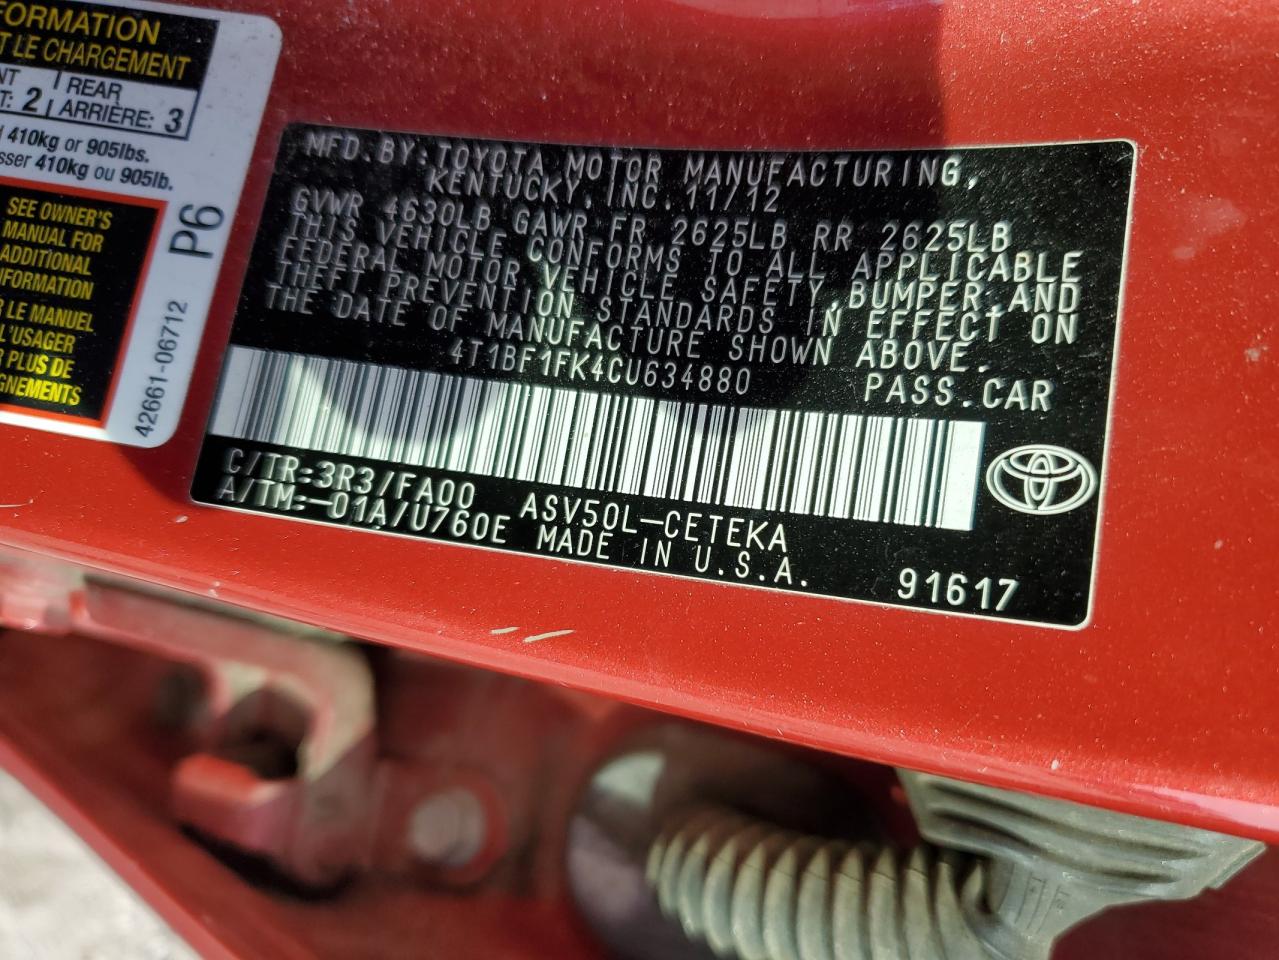 FORMATION
T LE CHARGEMENT
NT
REAR
T: 2
ARRIÈRE: 3
410kg or 905lbs.
sser 410kg ou 905lb.
SEE OWNER'S
MANUAL FOR
ADDITIONAL
INFORMATION
LE MANUEL
L'USAGER
PLUS DE
GNEMENTS
P6
42661-06712
MFD.BY:TOYOTA MOTOR MANUFACTURING,
KENTUCKY,INC. 11/12
GVWR 4630LB GAWR FR 2625LB RR 2625LB
THIS VEHICLE CONFORMS TO ALL APPLICABLE
FEDERAL MOTOR VEHICLE SAFETY,BUMPER,AND
THEFT PREVENTION STANDARDS IN EFFECT ON
THE DATE OF MANUFACTURE SHOWN ABOVE.
4T1BF1FK4CU634880 PASS.CAR
C/TR:3R3/FA00 ASV50L-CETEKA
A/TM:-01A/U760E MADE IN U.S.A.
91617